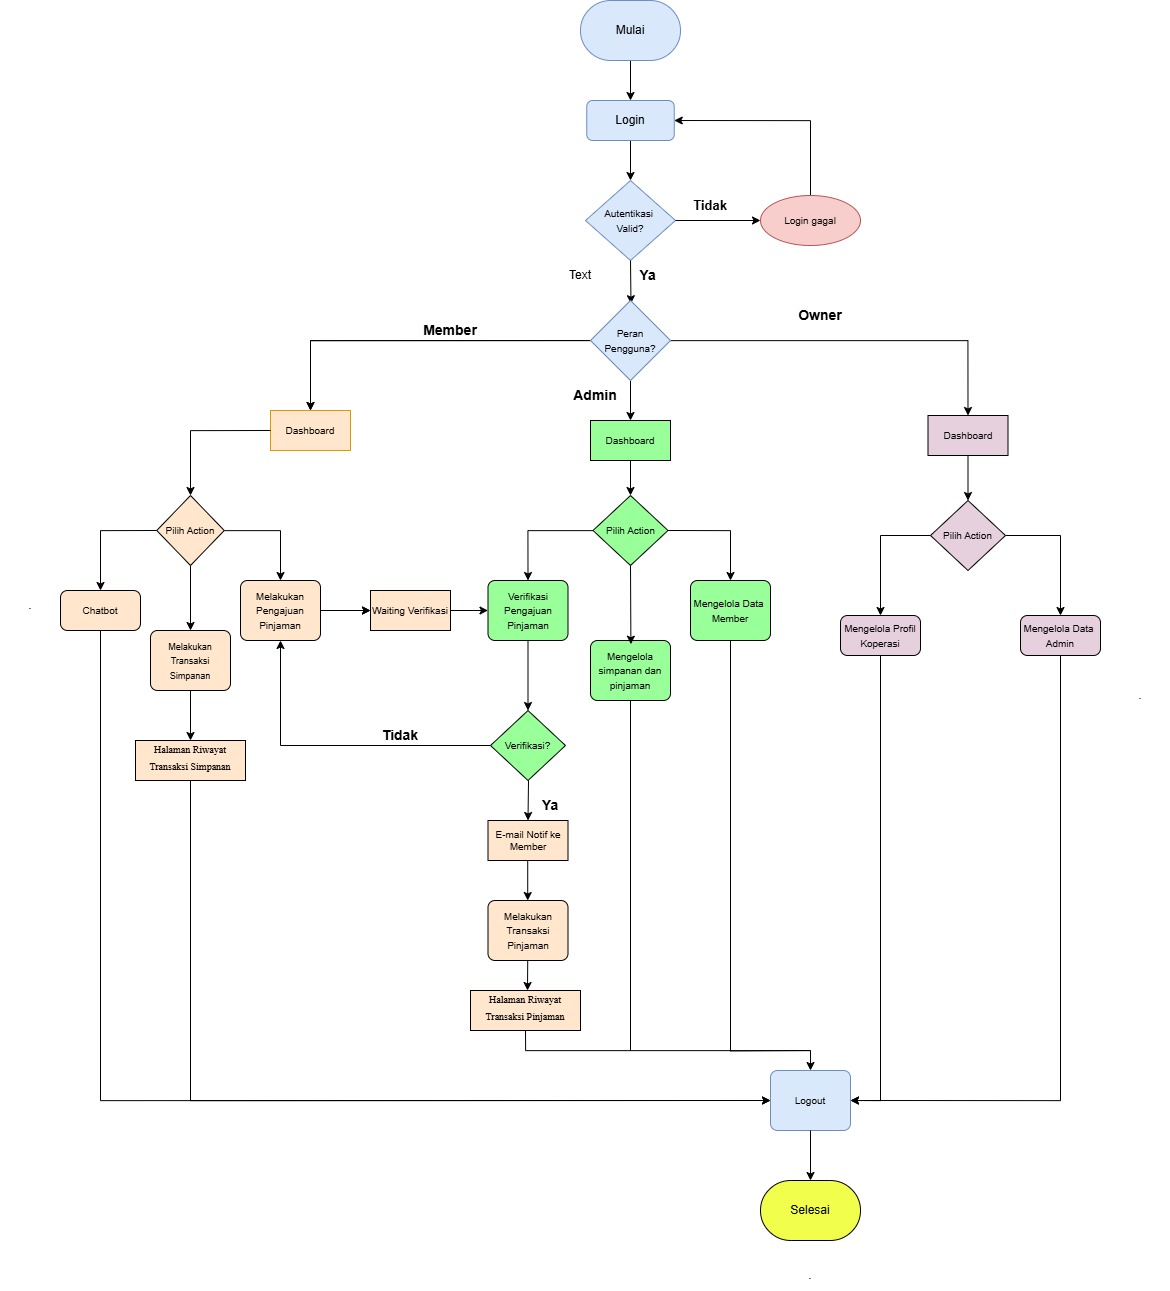 Mulai
Login
Autentikasi
Valid?
Tidak
Login gagal
Text
Ya
Peran
Pengguna?
Member
Owner
Admin
Dashboard
Dashboard
Dashboard
Pilih Action
Pilih Action
Pilih Action
Chatbot
Melakukan
Transaksi
Simpanan
Melakukan
Pengajuan
Pinjaman
Waiting Verifikasi
Verifikasi
Pengajuan
Pinjaman
Mengelola
simpanan dan
pinjaman
Mengelola Data
Member
Mengelola Profil
Koperasi
Mengelola Data
Admin
Halaman Riwayat
Transaksi Simpanan
Tidak
Verifikasi?
Ya
E-mail Notif ke
Member
Melakukan
Transaksi
Pinjaman
Halaman Riwayat
Transaksi Pinjaman
Logout
Selesai